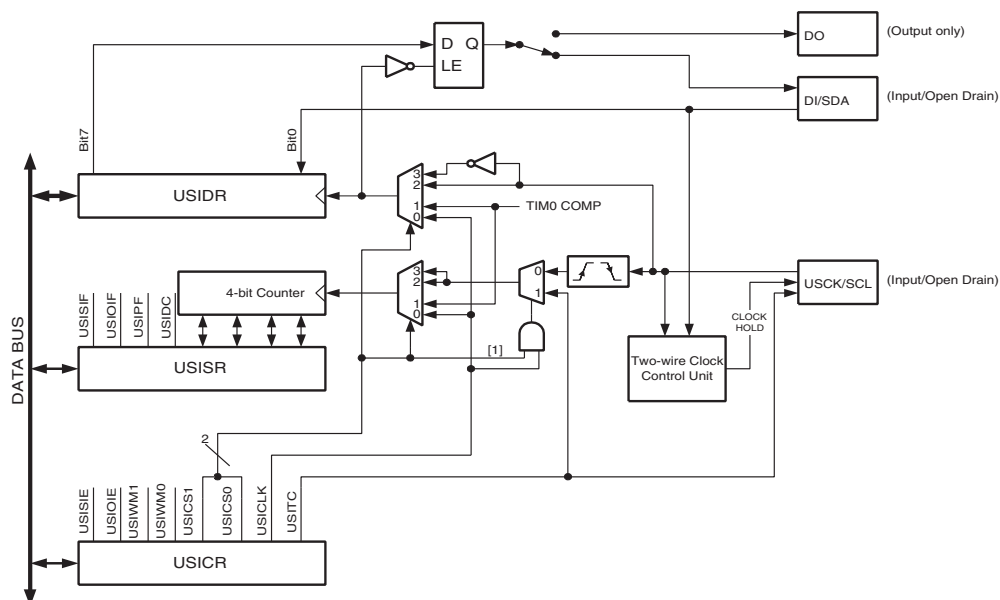 D Q
LE
DO
(Output only)
DI/SDA
(Input/Open Drain)
Bit7
Bit0
USIDR
3
2
1
0
TIM0 COMP
3
2
1
0
0
1
USCK/SCL
(Input/Open Drain)
4-bit Counter
USISIF
USIOIF
USIPF
USIDC
USISR
[1]
CLOCK
HOLD
Two-wire Clock
Control Unit
DATA BUS
2
USISIE
USIOIE
USIWM1
USIWM0
USICS1
USICS0
USICLK
USITC
USICR